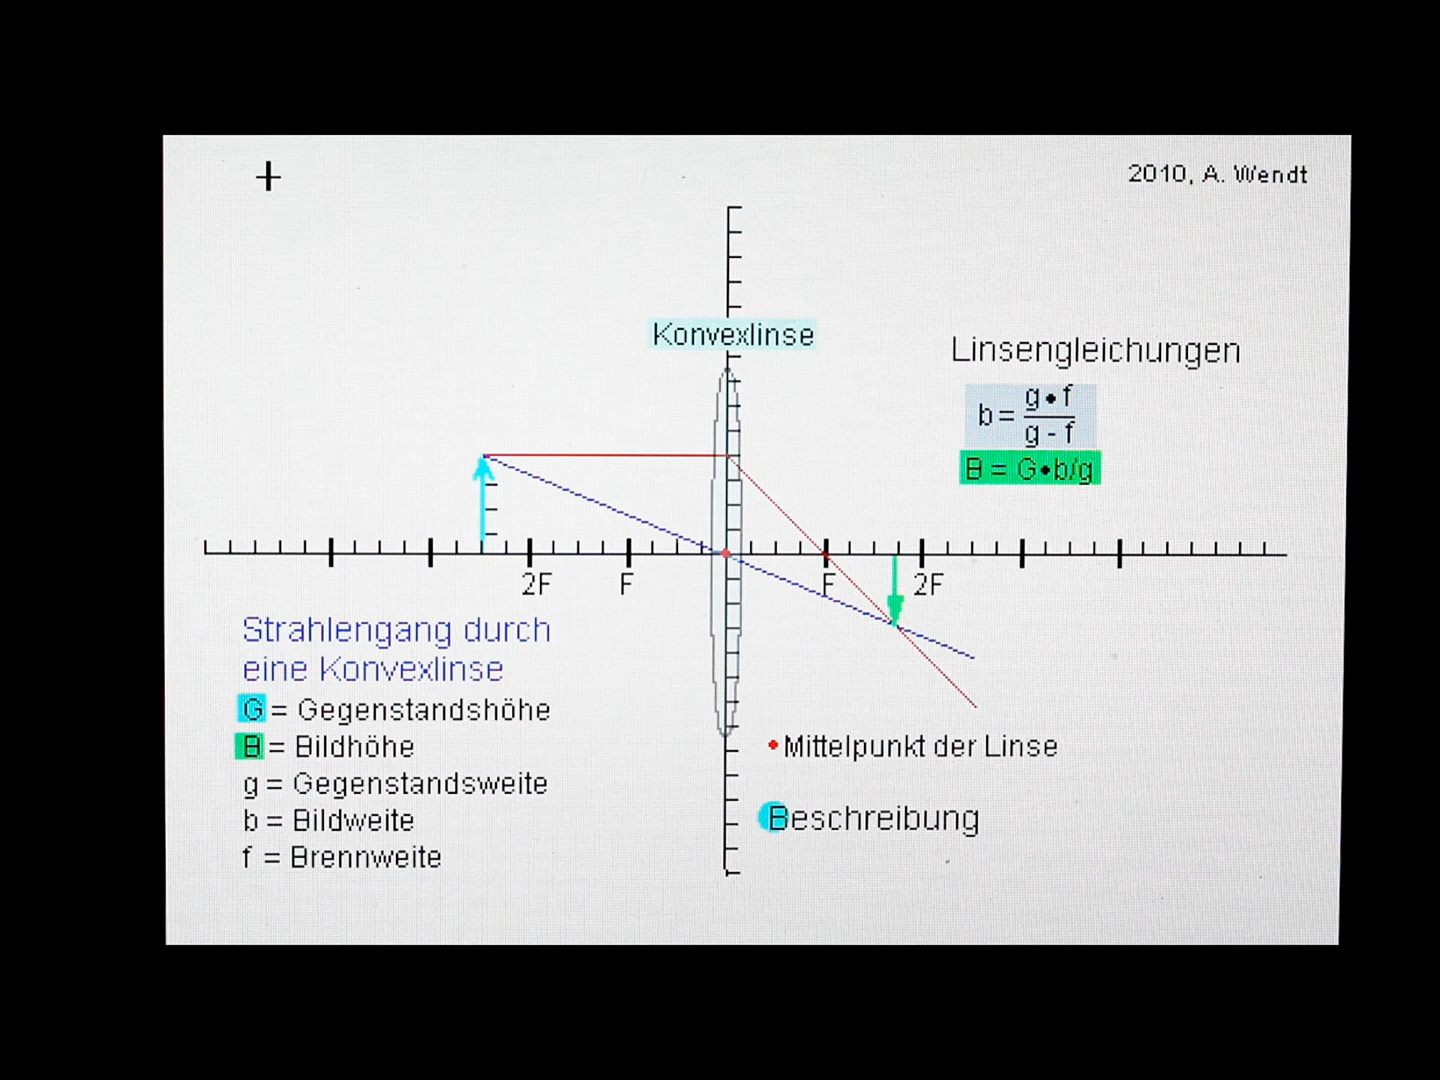 2010, A. Wendt
Konvexlinse
Linsengleichungen
b = g•f / g - f
B = G•b/g
2F F F 2F
Strahlengang durch
eine Konvexlinse
G = Gegenstandshöhe
B = Bildhöhe
g = Gegenstandsweite
b = Bildweite
f = Brennweite
Mittelpunkt der Linse
Beschreibung